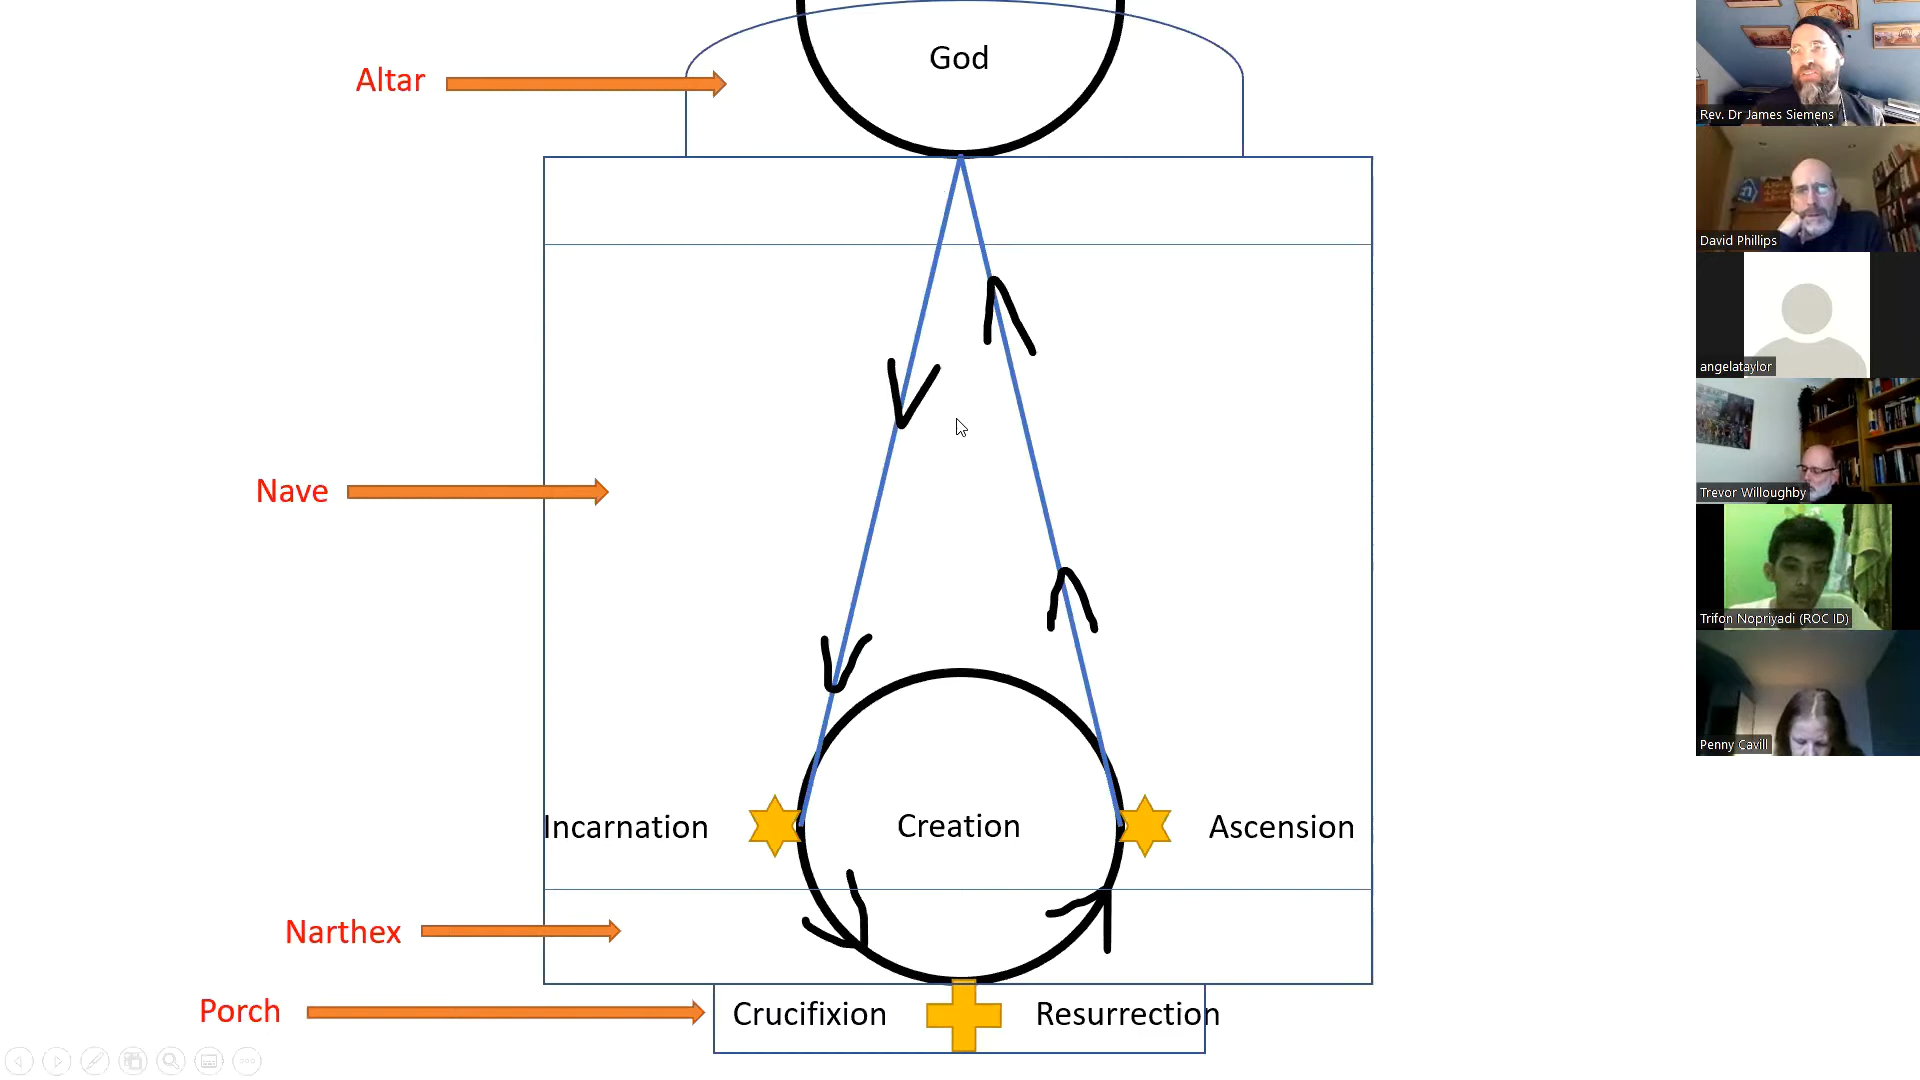 God
Altar
Nave
Incarnation
Creation
Ascension
Narthex
Porch
Crucifixion
Resurrection
Rev. Dr James Siemens
David Phillips
angelataylor
Trevor Willoughby
Trifon Nopriyadi (ROC ID)
Penny Cavill